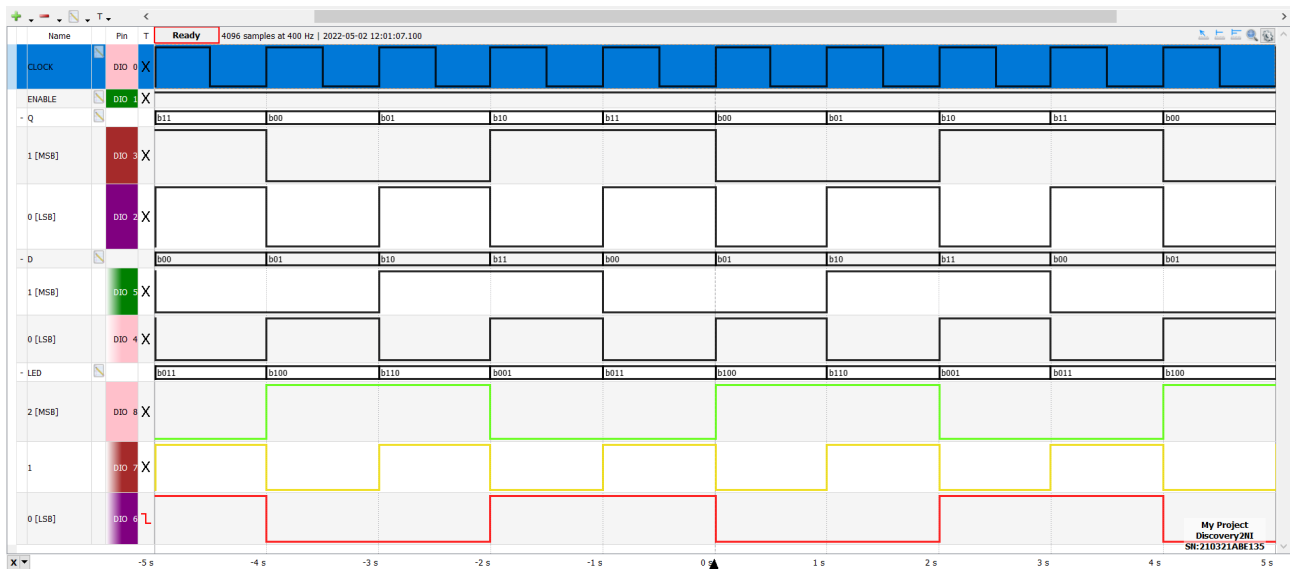 T
Name Pin T Ready 4096 samples at 400 Hz | 2022-05-02 12:01:07.100
CLOCK DIO 0 X
ENABLE DIO 1 X
- Q b11 b00 b01 b10 b11 b00 b01 b10 b11 b00
1 [MSB] DIO 3 X
0 [LSB] DIO 2 X
- D b00 b01 b10 b11 b00 b01 b10 b11 b00 b01
1 [MSB] DIO 5 X
0 [LSB] DIO 4 X
- LED b011 b100 b110 b001 b011 b100 b110 b001 b011 b100
2 [MSB] DIO 8 X
1 DIO 7 X
0 [LSB] DIO 6
My Project
Discovery2NI
SN:210321ABE135
X -5 s -4 s -3 s -2 s -1 s 0 s 1 s 2 s 3 s 4 s 5 s